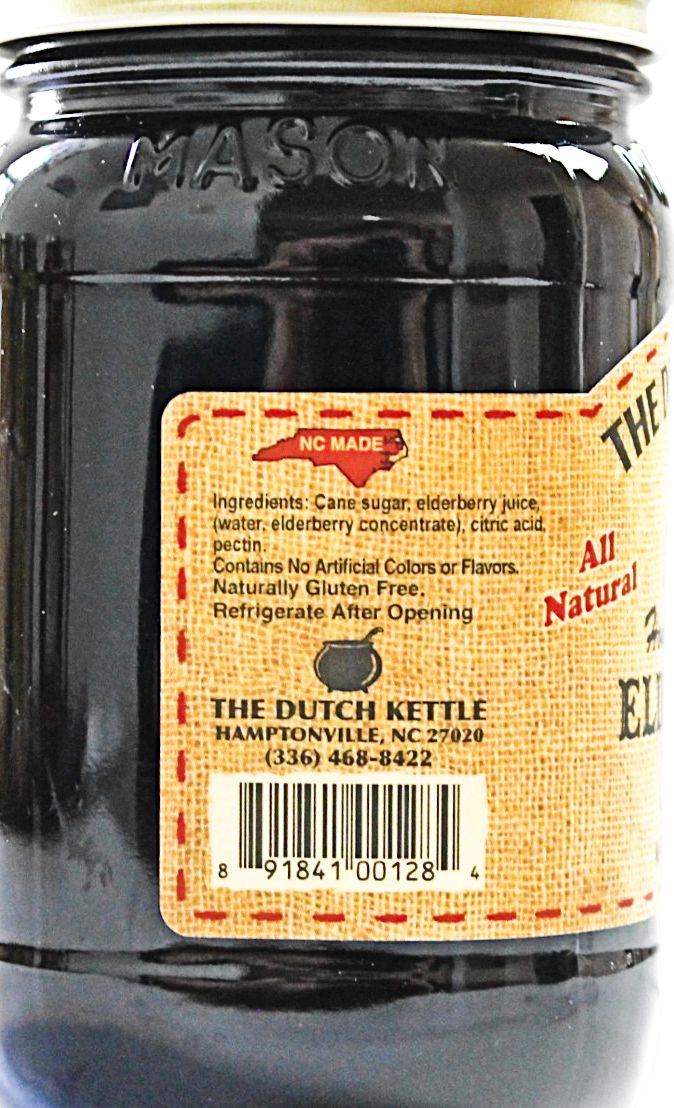 MASON
NC MADE
Ingredients: Cane sugar, elderberry juice,
(water, elderberry concentrate), citric acid,
pectin.
Contains No Artificial Colors or Flavors.
Naturally Gluten Free.
Refrigerate After Opening
THE DUTCH KETTLE
HAMPTONVILLE, NC 27020
(336) 468-8422
8 91841 00128 4
THE
All
Natural